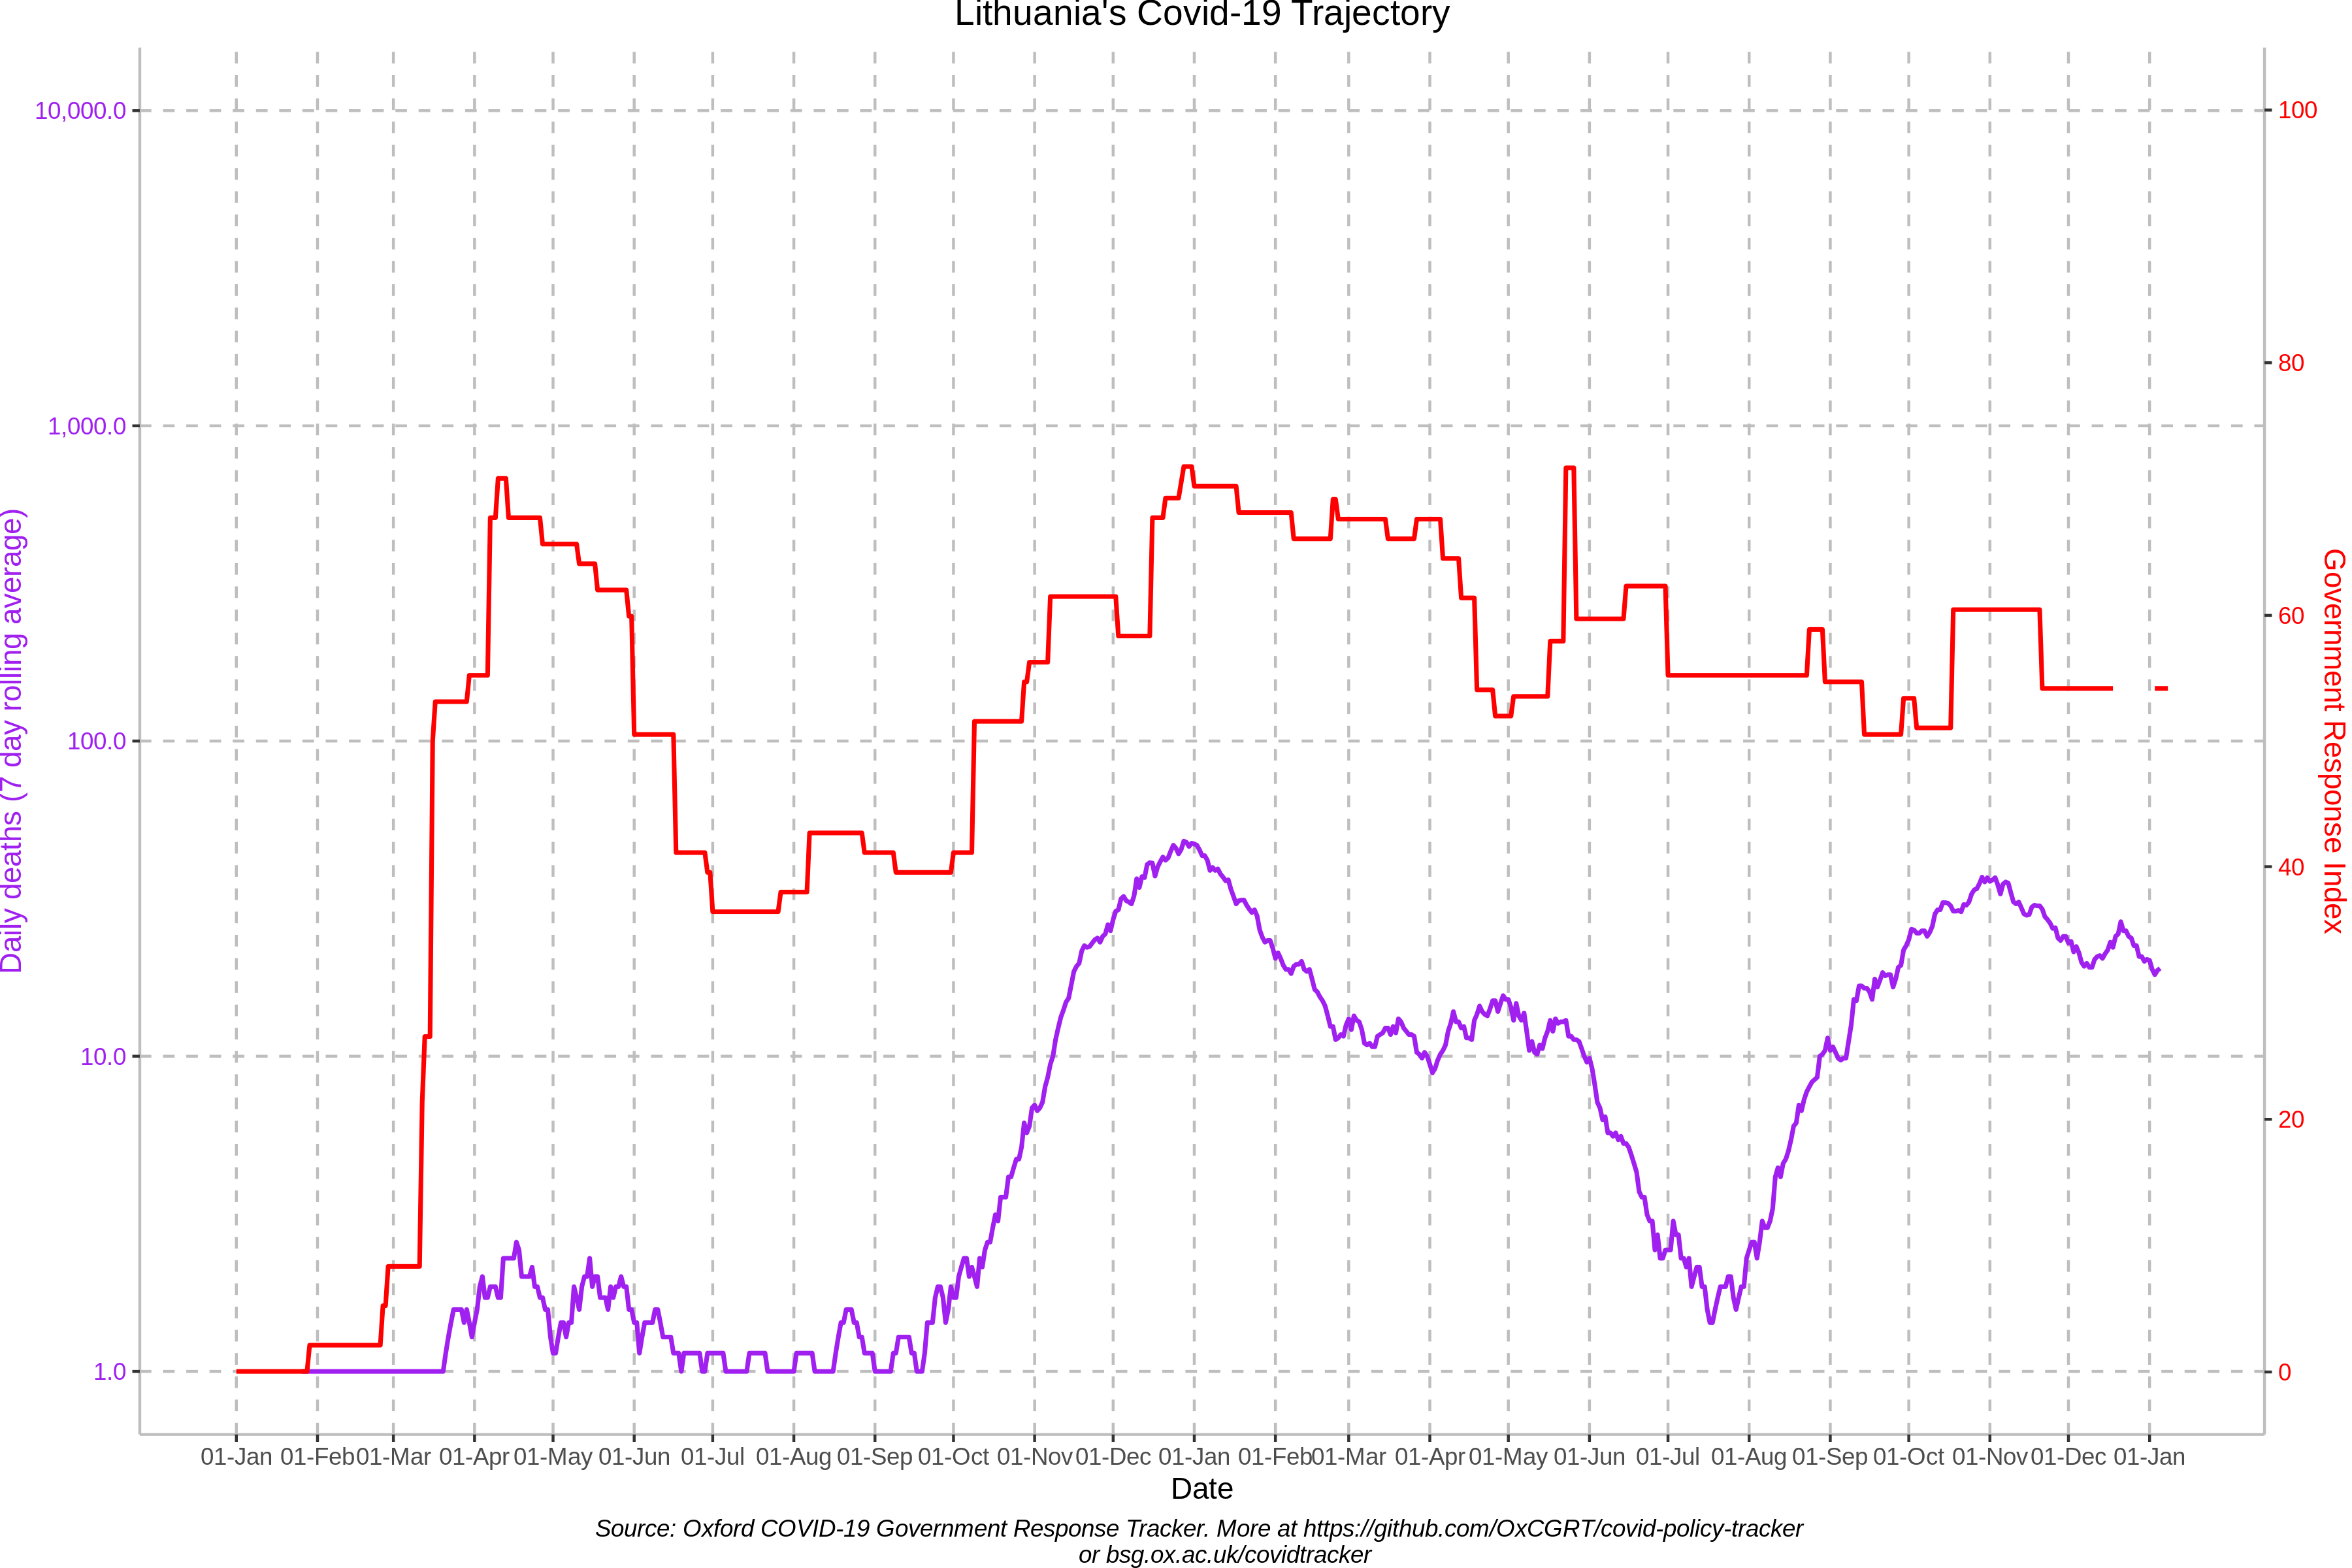 Lithuania's Covid-19 Trajectory
10,000.0
1,000.0
100.0
10.0
1.0
Daily deaths (7 day rolling average)
100
80
60
40
20
0
Government Response Index
01-Jan 01-Feb 01-Mar 01-Apr 01-May 01-Jun 01-Jul 01-Aug 01-Sep 01-Oct 01-Nov 01-Dec 01-Jan 01-Feb 01-Mar 01-Apr 01-May 01-Jun 01-Jul 01-Aug 01-Sep 01-Oct 01-Nov 01-Dec 01-Jan
Date
Source: Oxford COVID-19 Government Response Tracker. More at https://github.com/OxCGRT/covid-policy-tracker
or bsg.ox.ac.uk/covidtracker